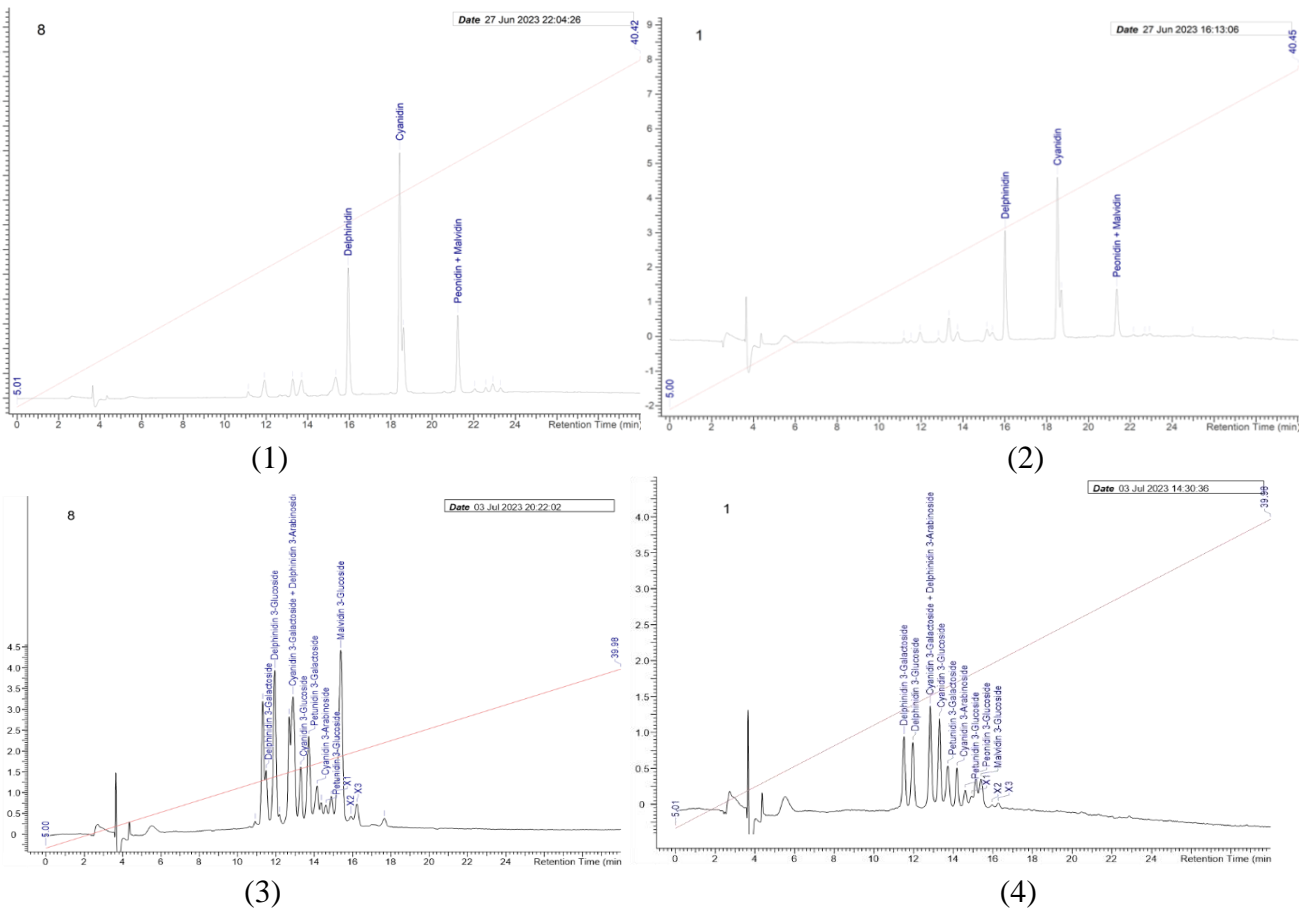 8
Date 27 Jun 2023 22:04:26
40.42
Delphinidin
Cyanidin
Peonidin + Malvidin
5.01
0 2 4 6 8 10 12 14 16 18 20 22 24
Retention Time (min)
(1)
1
Date 27 Jun 2023 16:13:06
40.45
9
8
7
6
5
4
3
2
1
0
-1
-2
Delphinidin
Cyanidin
Peonidin + Malvidin
5.00
0 2 4 6 8 10 12 14 16 18 20 22 24
Retention Time (min)
(2)
8
Date 03 Jul 2023 20:22:02
39.98
4.5
4.0
3.5
3.0
2.5
2.0
1.5
1.0
0.5
0
Delphinidin 3-Galactoside
Delphinidin 3-Glucoside
Cyanidin 3-Galactoside + Delphinidin 3-Arabinosid
Cyanidin 3-Glucoside
Petunidin 3-Galactoside
Cyanidin 3-Arabinoside
Petunidin 3-Glucoside
Malvidin 3-Glucoside
X1
X2
X3
5.00
0 2 4 6 8 10 12 14 16 18 20 22 24
Retention Time (min
(3)
1
Date 03 Jul 2023 14:30:36
39.98
4.0
3.5
3.0
2.5
2.0
1.5
1.0
0.5
0
Delphinidin 3-Galactoside
Delphinidin 3-Glucoside
Cyanidin 3-Galactoside + Delphinidin 3-Arabinoside
Cyanidin 3-Glucoside
Petunidin 3-Galactoside
Cyanidin 3-Arabinoside
Petunidin 3-Glucoside
Peonidin 3-Glucoside
X1
Malvidin 3-Glucoside
X2
X3
5.01
0 2 4 6 8 10 12 14 16 18 20 22 24
Retention Time (min
(4)